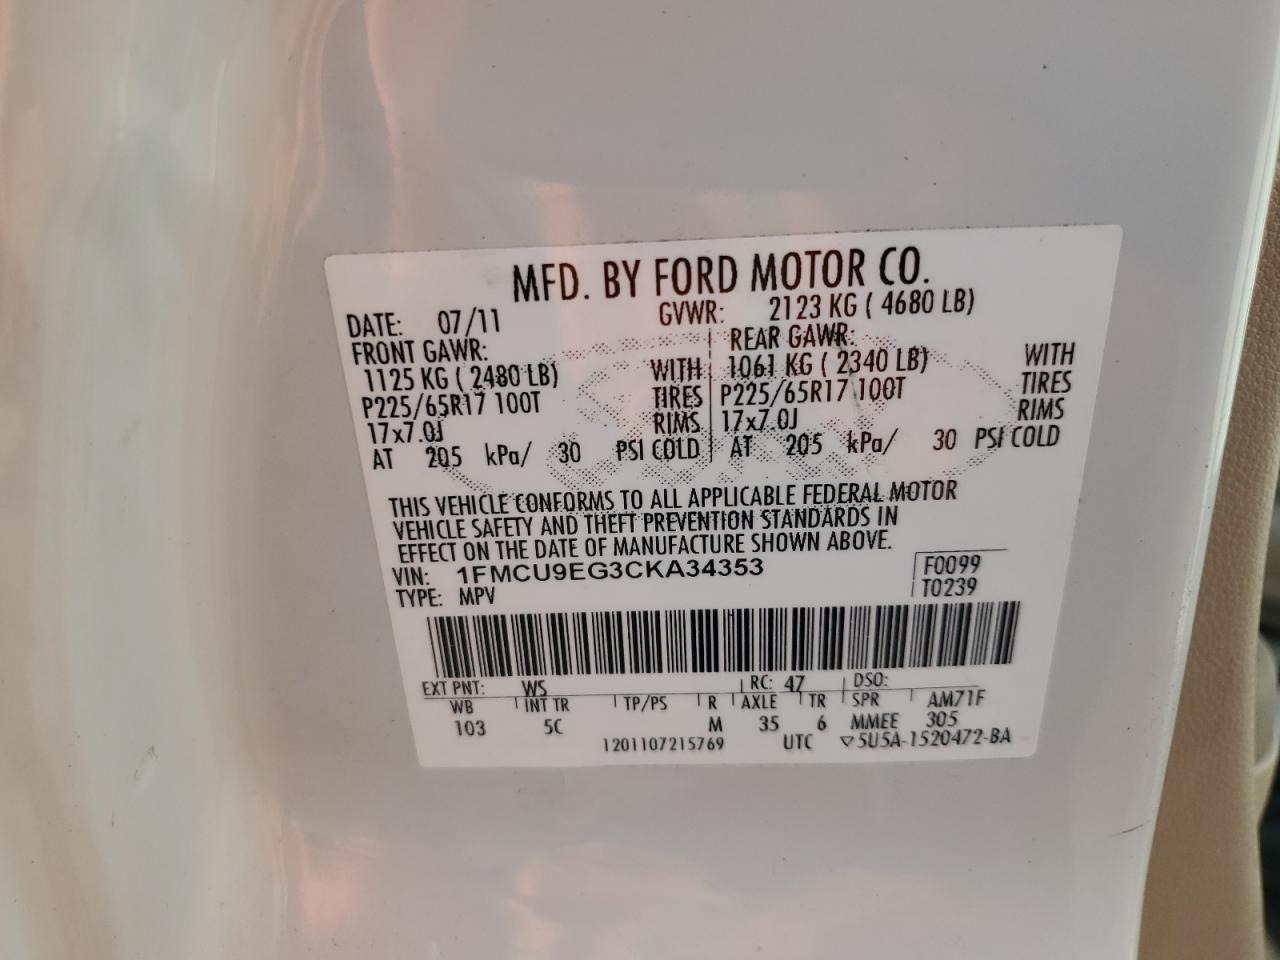 MFD. BY FORD MOTOR CO.
DATE: 07/11 GVWR: 2123 KG ( 4680 LB)
FRONT GAWR: REAR GAWR:
1125 KG ( 2480 LB) WITH 1061 KG ( 2340 LB) WITH
P225/65R17 100T TIRES P225/65R17 100T TIRES
17x7.0J RIMS 17x7.0J RIMS
AT 205 kPa/ 30 PSI COLD AT 205 kPa/ 30 PSI COLD
THIS VEHICLE CONFORMS TO ALL APPLICABLE FEDERAL MOTOR
VEHICLE SAFETY AND THEFT PREVENTION STANDARDS IN
EFFECT ON THE DATE OF MANUFACTURE SHOWN ABOVE.
VIN: 1FMCU9EG3CKA34353 F0099
TYPE: MPV T0239
EXT PNT: WS RC: 47 DSO:
WB INT TR TP/PS R AXLE TR SPR AM71F
103 5C M 35 6 MMEE 305
1201107215769 UTC ▽5U5A-1520472-BA